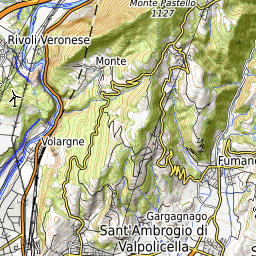 Monte Pastello
1127
Rivoli Veronese
Monte
Volargne
Fumane
Gargagnago
Sant'Ambrogio di
Valpolicella